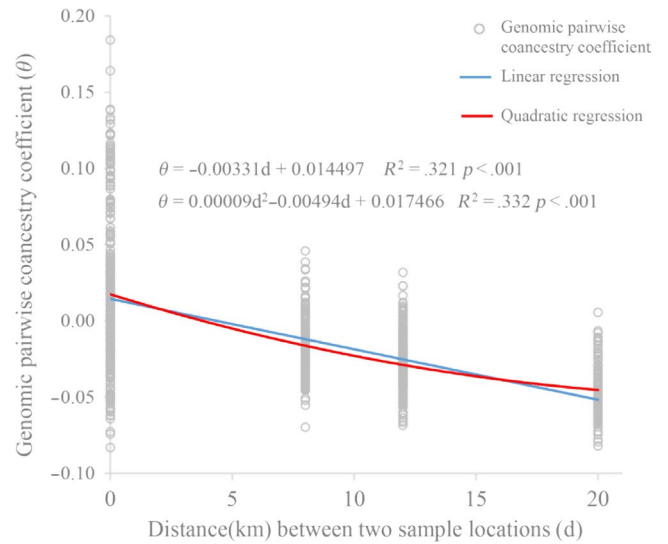 Genomic pairwise
coancestry coefficient
Linear regression
Quadratic regression
θ = −0.00331d + 0.014497 R² = .321 p < .001
θ = 0.00009d²−0.00494d + 0.017466 R² = .332 p < .001
Genomic pairwise coancestry coefficient (θ)
0.20
0.15
0.10
0.05
0.00
−0.05
−0.10
0 5 10 15 20
Distance(km) between two sample locations (d)